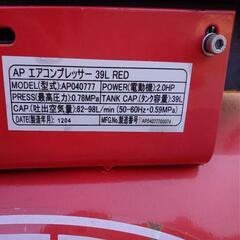 AP エアコンプレッサー 39L RED
MODEL(型式):AP040777 POWER(電動機):2.0HP
PRESS(最高圧力):0.78MPa TANK CAP.(タンク容量):39L
CAP.(吐出空気量):82-98L/min (50-60Hz・0.59MPa)
DATE(製造年月):1204 MFG.No.(製造番号):AP04077700074